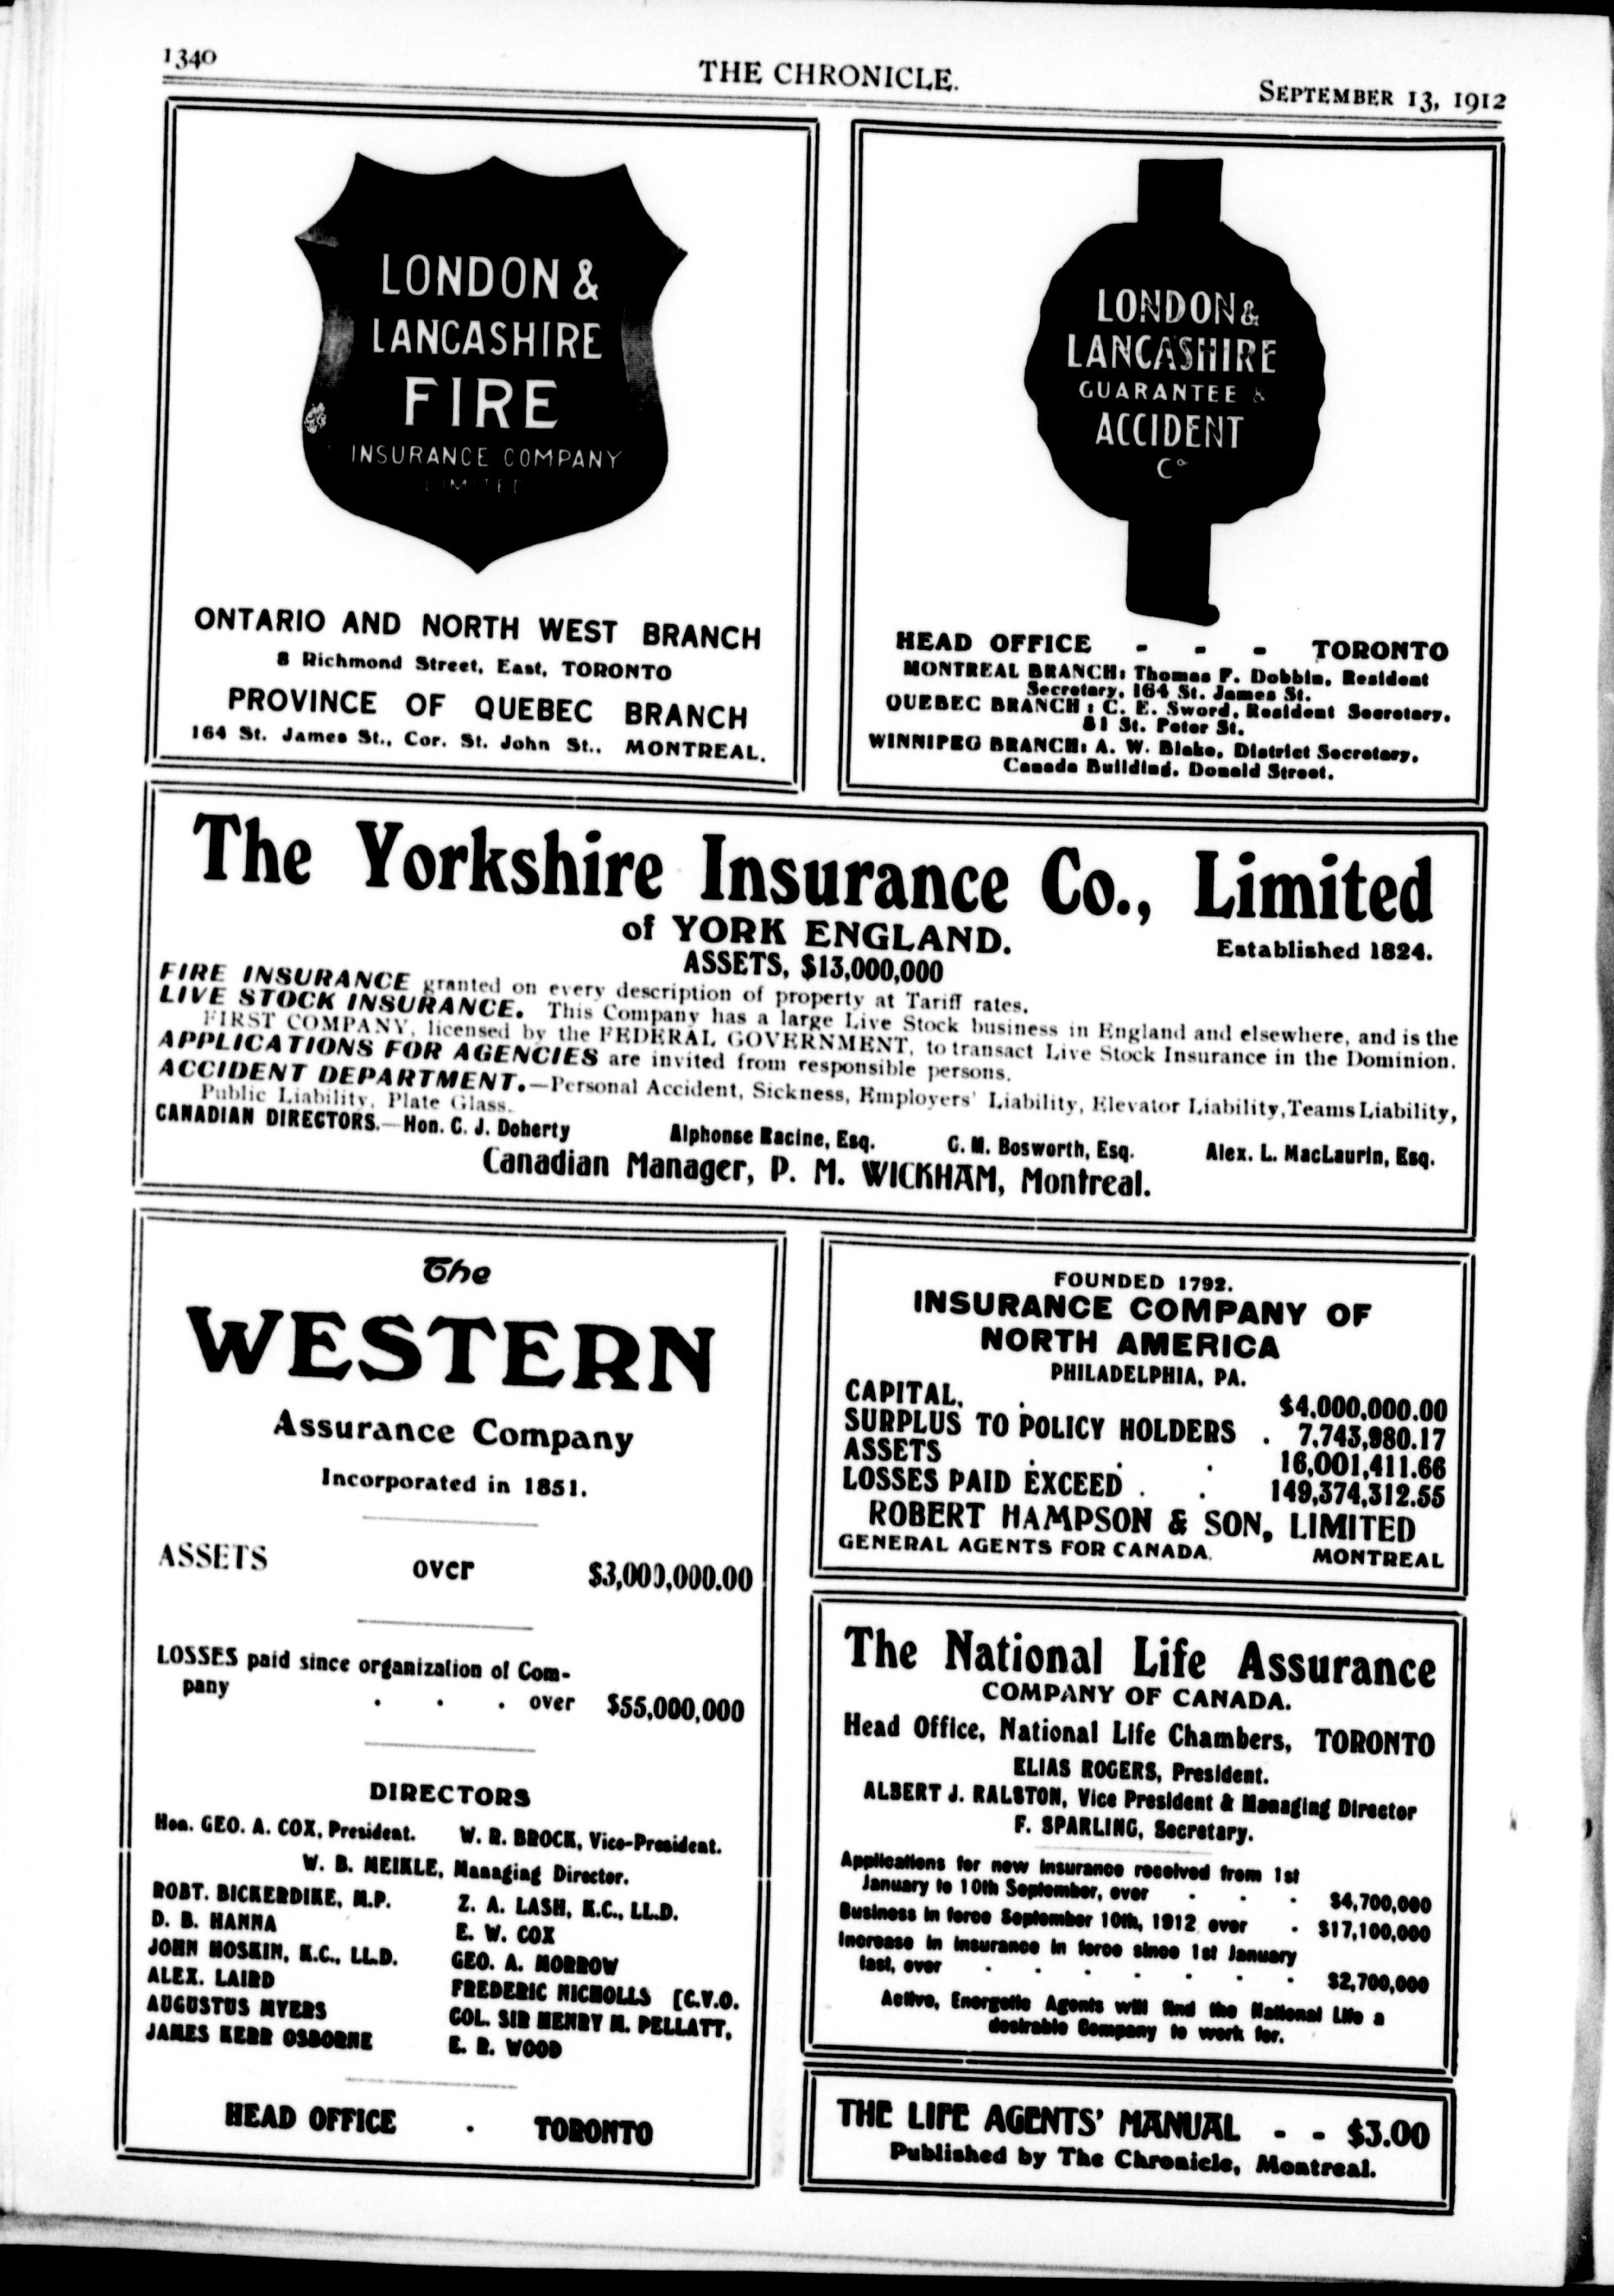 1340
THE CHRONICLE.
SEPTEMBER 13, 1912
LONDON &
LANCASHIRE
FIRE
INSURANCE COMPANY
LIMITED
ONTARIO AND NORTH WEST BRANCH
8 Richmond Street, East, TORONTO
PROVINCE OF QUEBEC BRANCH
164 St. James St., Cor. St. John St., MONTREAL.
LONDON &
LANCASHIRE
GUARANTEE &
ACCIDENT
Co
HEAD OFFICE - - - TORONTO
MONTREAL BRANCH: Thomas F. Dobbin, Resident
Secretary, 164 St. James St.
QUEBEC BRANCH: C. E. Sword, Resident Secretary,
81 St. Peter St.
WINNIPEG BRANCH: A. W. Blake, District Secretary,
Canada Building, Donald Street.
The Yorkshire Insurance Co., Limited
of YORK ENGLAND.
Established 1824.
ASSETS, $13,000,000
FIRE INSURANCE granted on every description of property at Tariff rates.
LIVE STOCK INSURANCE. This Company has a large Live Stock business in England and elsewhere, and is the
FIRST COMPANY, licensed by the FEDERAL GOVERNMENT, to transact Live Stock Insurance in the Dominion.
APPLICATIONS FOR AGENCIES are invited from responsible persons.
ACCIDENT DEPARTMENT.—Personal Accident, Sickness, Employers' Liability, Elevator Liability, Teams Liability,
Public Liability, Plate Glass.
CANADIAN DIRECTORS.—Hon. C. J. Doherty Alphonse Racine, Esq. G. M. Bosworth, Esq. Alex. L. MacLaurin, Esq.
Canadian Manager, P. M. WICKHAM, Montreal.
The
WESTERN
Assurance Company
Incorporated in 1851.
ASSETS over $3,000,000.00
LOSSES paid since organization of Com-
pany . . . over $55,000,000
DIRECTORS
Hon. GEO. A. COX, President. W. R. BROCK, Vice-President.
W. B. MEIKLE, Managing Director.
ROBT. BICKERDIKE, M.P. Z. A. LASH, K.C., LL.D.
D. B. HANNA E. W. COX
JOHN HOSKIN, K.C., LL.D. GEO. A. MORROW
ALEX. LAIRD FREDERIC NICHOLLS [C.V.O.
AUGUSTUS MYERS COL. SIR HENRY M. PELLATT,
JAMES KERR OSBORNE E. R. WOOD
HEAD OFFICE . TORONTO
FOUNDED 1792.
INSURANCE COMPANY OF
NORTH AMERICA
PHILADELPHIA, PA.
CAPITAL, . $4,000,000.00
SURPLUS TO POLICY HOLDERS . 7,743,980.17
ASSETS . . . 16,001,411.66
LOSSES PAID EXCEED . . 149,374,312.55
ROBERT HAMPSON & SON, LIMITED
GENERAL AGENTS FOR CANADA. MONTREAL
The National Life Assurance
COMPANY OF CANADA.
Head Office, National Life Chambers, TORONTO
ELIAS ROGERS, President.
ALBERT J. RALSTON, Vice President & Managing Director
F. SPARLING, Secretary.
Applications for new insurance received from 1st
January to 10th September, over . . . $4,700,000
Business in force September 10th, 1912 over . $17,100,000
Increase in insurance in force since 1st January
last, over . . . . . . . $2,700,000
Active, Energetic Agents will find the National Life a
desirable Company to work for.
THE LIFE AGENTS' MANUAL - - $3.00
Published by The Chronicle, Montreal.